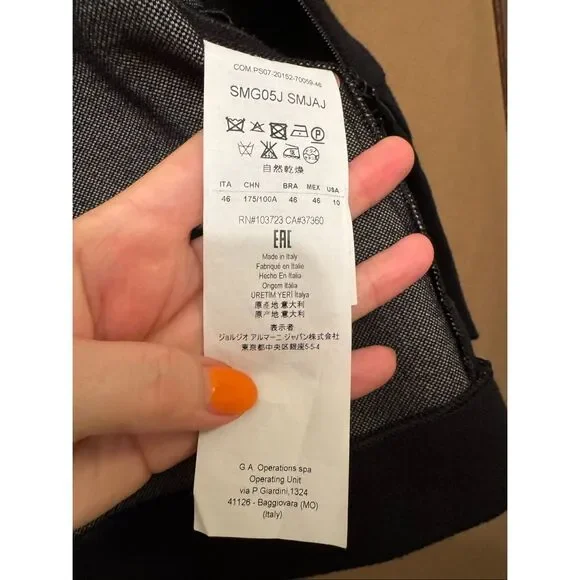 COM.PS07-20152-70059-46
SMG05J SMJAJ
P
自然乾燥
ITA CHN BRA MEX USA
46 175/100A 46 46 10
RN#103723 CA#37360
EAC
Made in Italy
Fabriqué en Italie
Hecho En Italia
Origem Itália
ÜRETİM YERİ İtalya
原產地 意大利
原产地 意大利
表示者
ジョルジオ アルマーニ ジャパン株式会社
東京都中央区銀座5-5-4
G.A. Operations spa
Operating Unit
via P.Giardini,1324
41126 - Baggiovara (MO)
(Italy)